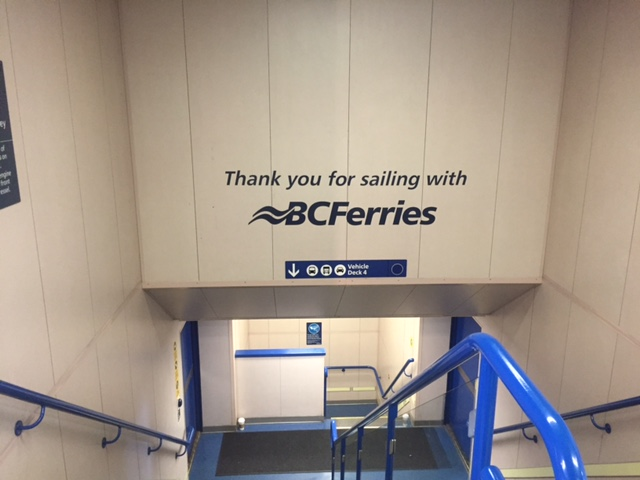 Thank you for sailing with
BCFerries
Vehicle
Deck 4